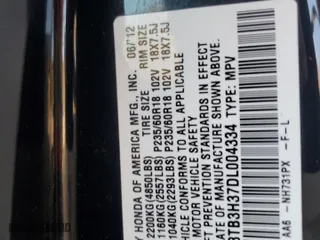 Y HONDA OF AMERICA MFG., INC. 06/12
TIRE SIZE RIM SIZE
2200KG(4850LBS) P235/60R18 102V 18X7.5J
1160KG(2557LBS) P235/60R18 102V 18X7.5J
1040KG(2293LBS) P235/60R18 102V 18X7.5J
VEHICLE CONFORMS TO ALL APPLICABLE
MOTOR VEHICLE SAFETY
PREVENTION STANDARDS IN EFFECT
DATE OF MANUFACTURE SHOWN ABOVE.
TB3H37DL004334 TYPE: MPV
AA6 - NH731PX - F-L